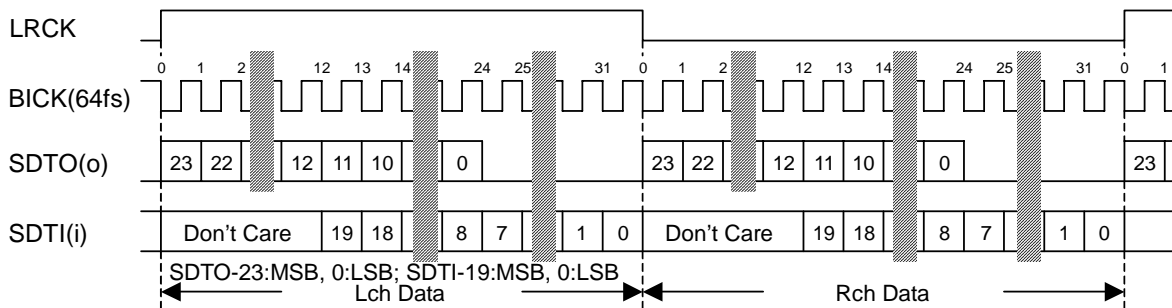 LRCK
0 1 2 12 13 14 24 25 31 0 1 2 12 13 14 24 25 31 0 1
BICK(64fs)
SDTO(o) 23 22 12 11 10 0 23 22 12 11 10 0 23
SDTI(i) Don't Care 19 18 8 7 1 0 Don't Care 19 18 8 7 1 0
SDTO-23:MSB, 0:LSB; SDTI-19:MSB, 0:LSB
Lch Data Rch Data